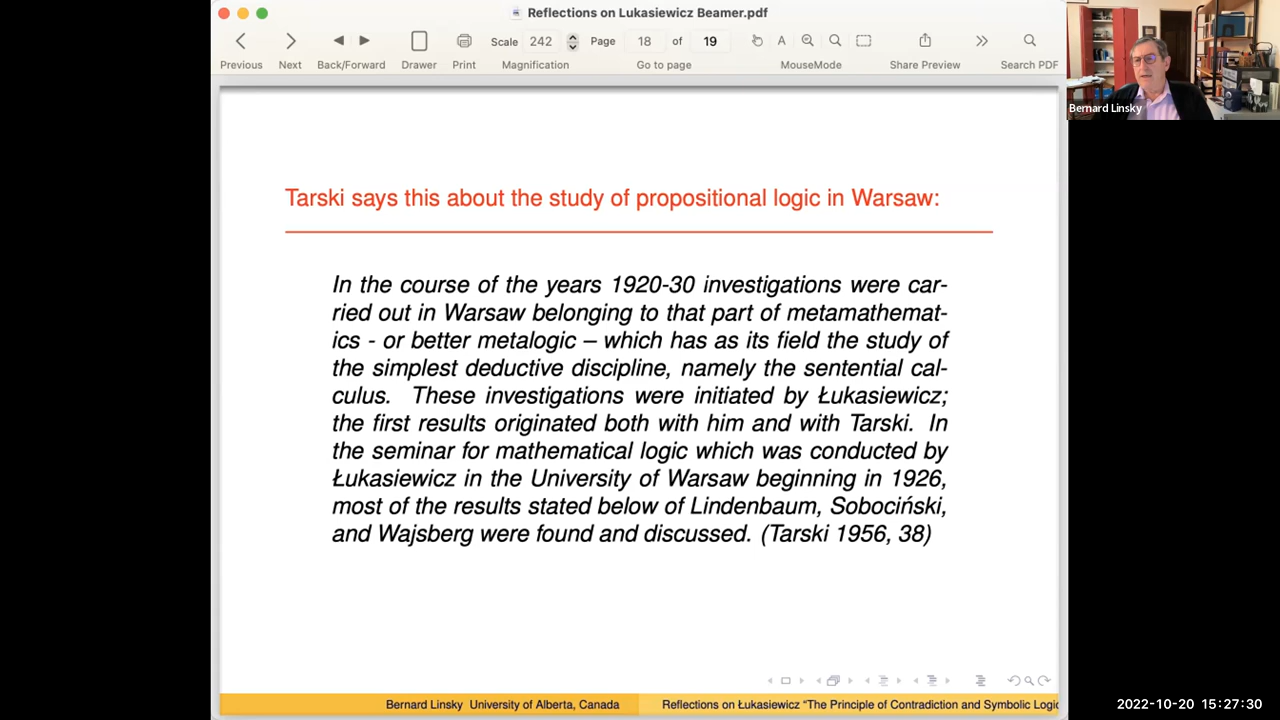 Reflections on Lukasiewicz Beamer.pdf
Scale 242 Page 18 of 19 A
Previous Next Back/Forward Drawer Print Magnification Go to page MouseMode Share Preview Search PDF
Bernard Linsky
Tarski says this about the study of propositional logic in Warsaw:
In the course of the years 1920-30 investigations were car-
ried out in Warsaw belonging to that part of metamathemat-
ics - or better metalogic – which has as its field the study of
the simplest deductive discipline, namely the sentential cal-
culus. These investigations were initiated by Łukasiewicz;
the first results originated both with him and with Tarski. In
the seminar for mathematical logic which was conducted by
Łukasiewicz in the University of Warsaw beginning in 1926,
most of the results stated below of Lindenbaum, Sobociński,
and Wajsberg were found and discussed. (Tarski 1956, 38)
Bernard Linsky University of Alberta, Canada Reflections on Łukasiewicz "The Principle of Contradiction and Symbolic Logic
2022-10-20 15:27:30